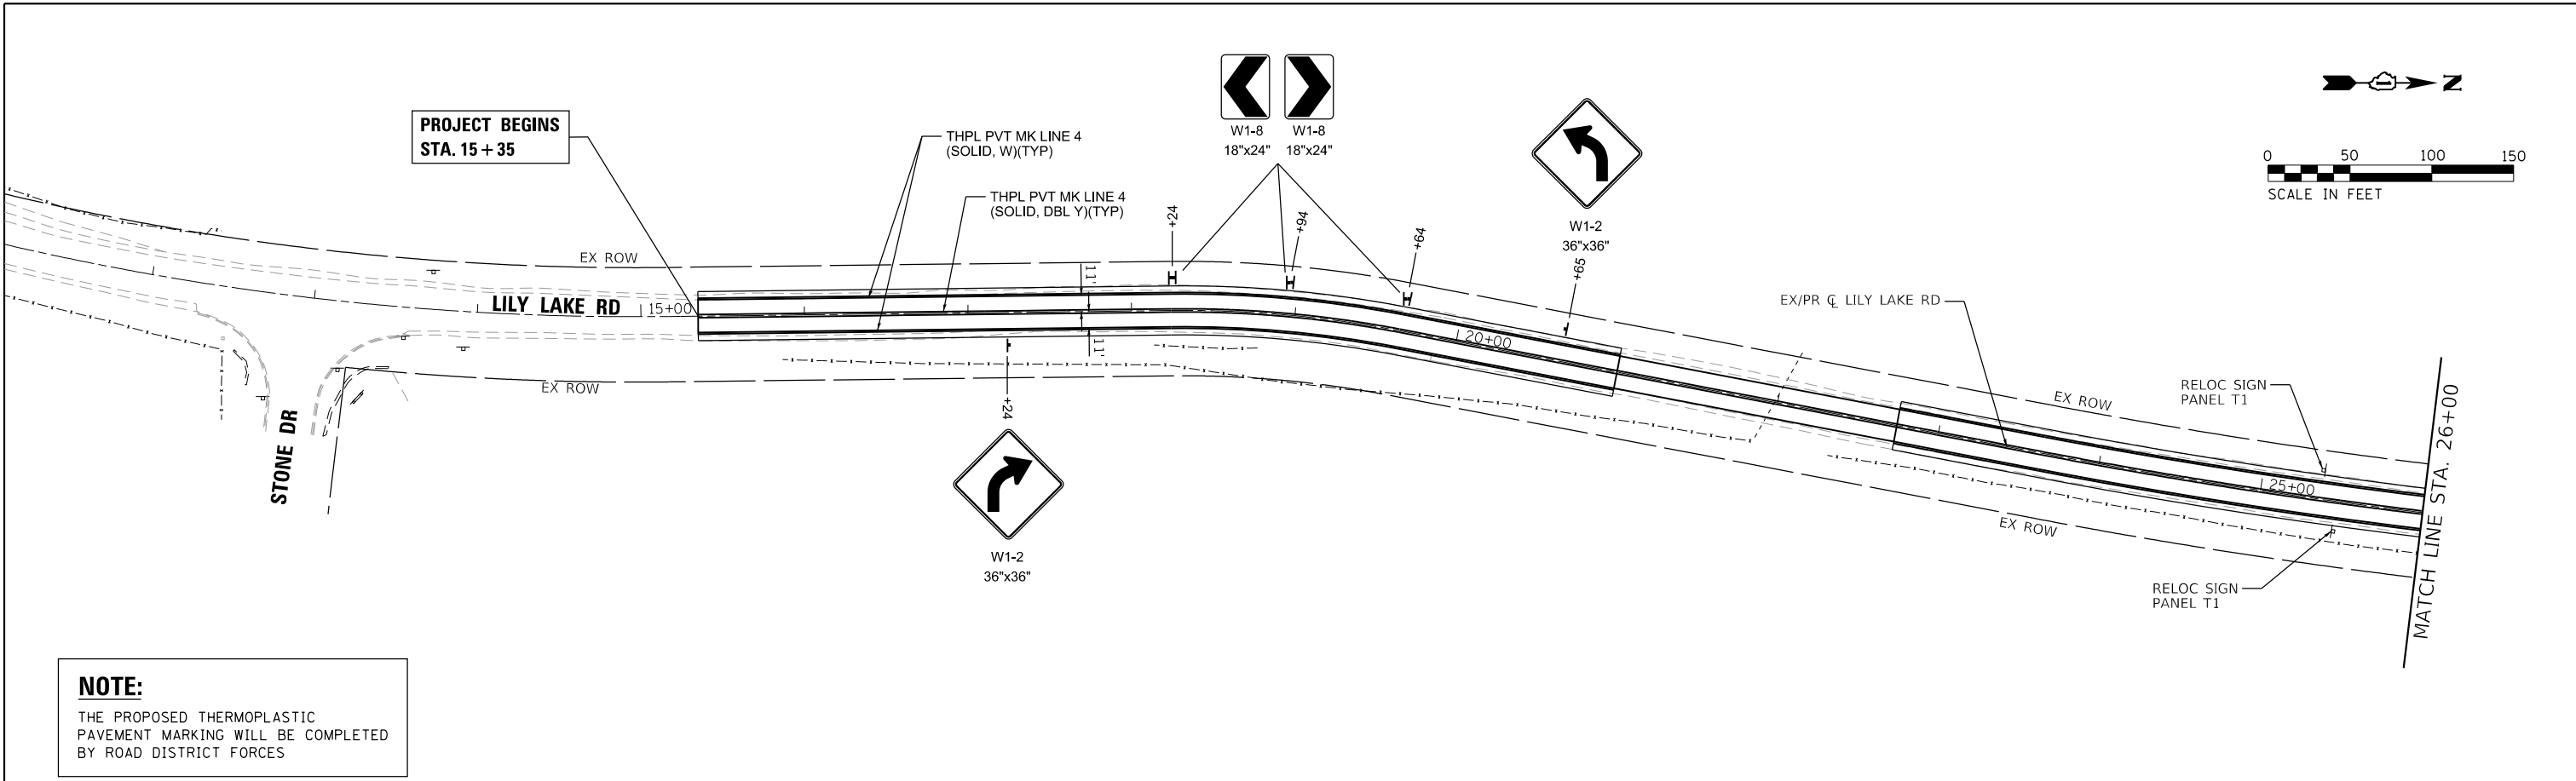 PROJECT BEGINS
STA. 15+35
THPL PVT MK LINE 4
(SOLID, W)(TYP)
THPL PVT MK LINE 4
(SOLID, DBL Y)(TYP)
W1-8
18"x24"
W1-8
18"x24"
W1-2
36"x36"
N
0 50 100 150
SCALE IN FEET
+24
+94
+64
+65
EX ROW
11'
LILY LAKE RD
15+00
20+00
EX/PR ℄ LILY LAKE RD
RELOC SIGN
PANEL T1
EX ROW
25+00
MATCH LINE STA. 26+00
11'
EX ROW
+24
STONE DR
W1-2
36"x36"
EX ROW
RELOC SIGN
PANEL T1
NOTE:
THE PROPOSED THERMOPLASTIC
PAVEMENT MARKING WILL BE COMPLETED
BY ROAD DISTRICT FORCES